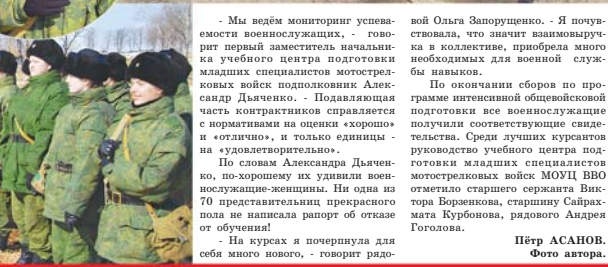 - Мы ведём мониторинг успева-
емости военнослужащих, - гово-
рит первый заместитель начальни-
ка учебного центра подготовки
младших специалистов мотострел-
ковых войск подполковник Алек-
сандр Дьяченко. - Подавляющая
часть контрактников справляется
с нормативами на оценки «хорошо»
и «отлично», и только единицы -
на «удовлетворительно».
По словам Александра Дьячен-
ко, по-хорошему их удивили воен-
нослужащие-женщины. Ни одна из
70 представительниц прекрасного
пола не написала рапорт об отказе
от обучения!
- На курсах я почерпнула для
себя много нового, - говорит рядо-
вой Ольга Запорущенко. - Я почув-
ствовала, что значит взаимовыруч-
ка в коллективе, приобрела много
необходимых для военной служ-
бы навыков.
По окончании сборов по про-
грамме интенсивной общевойсковой
подготовки все военнослужащие
получили соответствующие свиде-
тельства. Среди лучших курсантов
руководство учебного центра под-
готовки младших специалистов
мотострелковых войск МОУЦ ВВО
отметило старшего сержанта Вик-
тора Борзенкова, старшину Сайрах-
мата Курбонова, рядового Андрея
Гоголова.
Пётр АСАНОВ.
Фото автора.